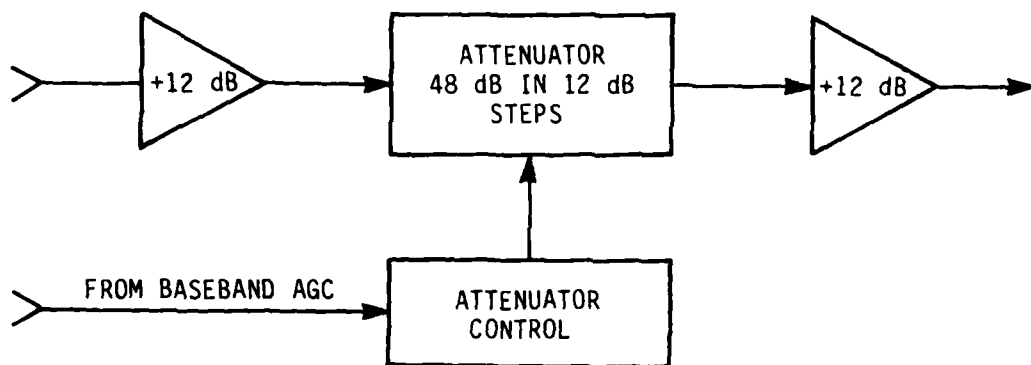 +12 dB
ATTENUATOR
48 dB IN 12 dB
STEPS
+12 dB
FROM BASEBAND AGC
ATTENUATOR
CONTROL